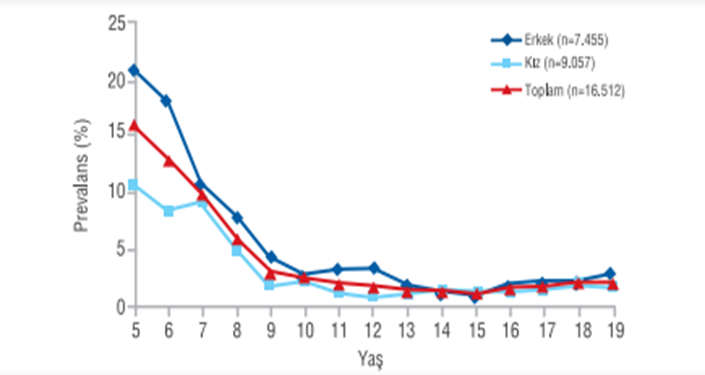 25
20
15
10
5
0
Prevalans (%)
Erkek (n=7.455)
Kız (n=9.057)
Toplam (n=16.512)
5 6 7 8 9 10 11 12 13 14 15 16 17 18 19
Yaş